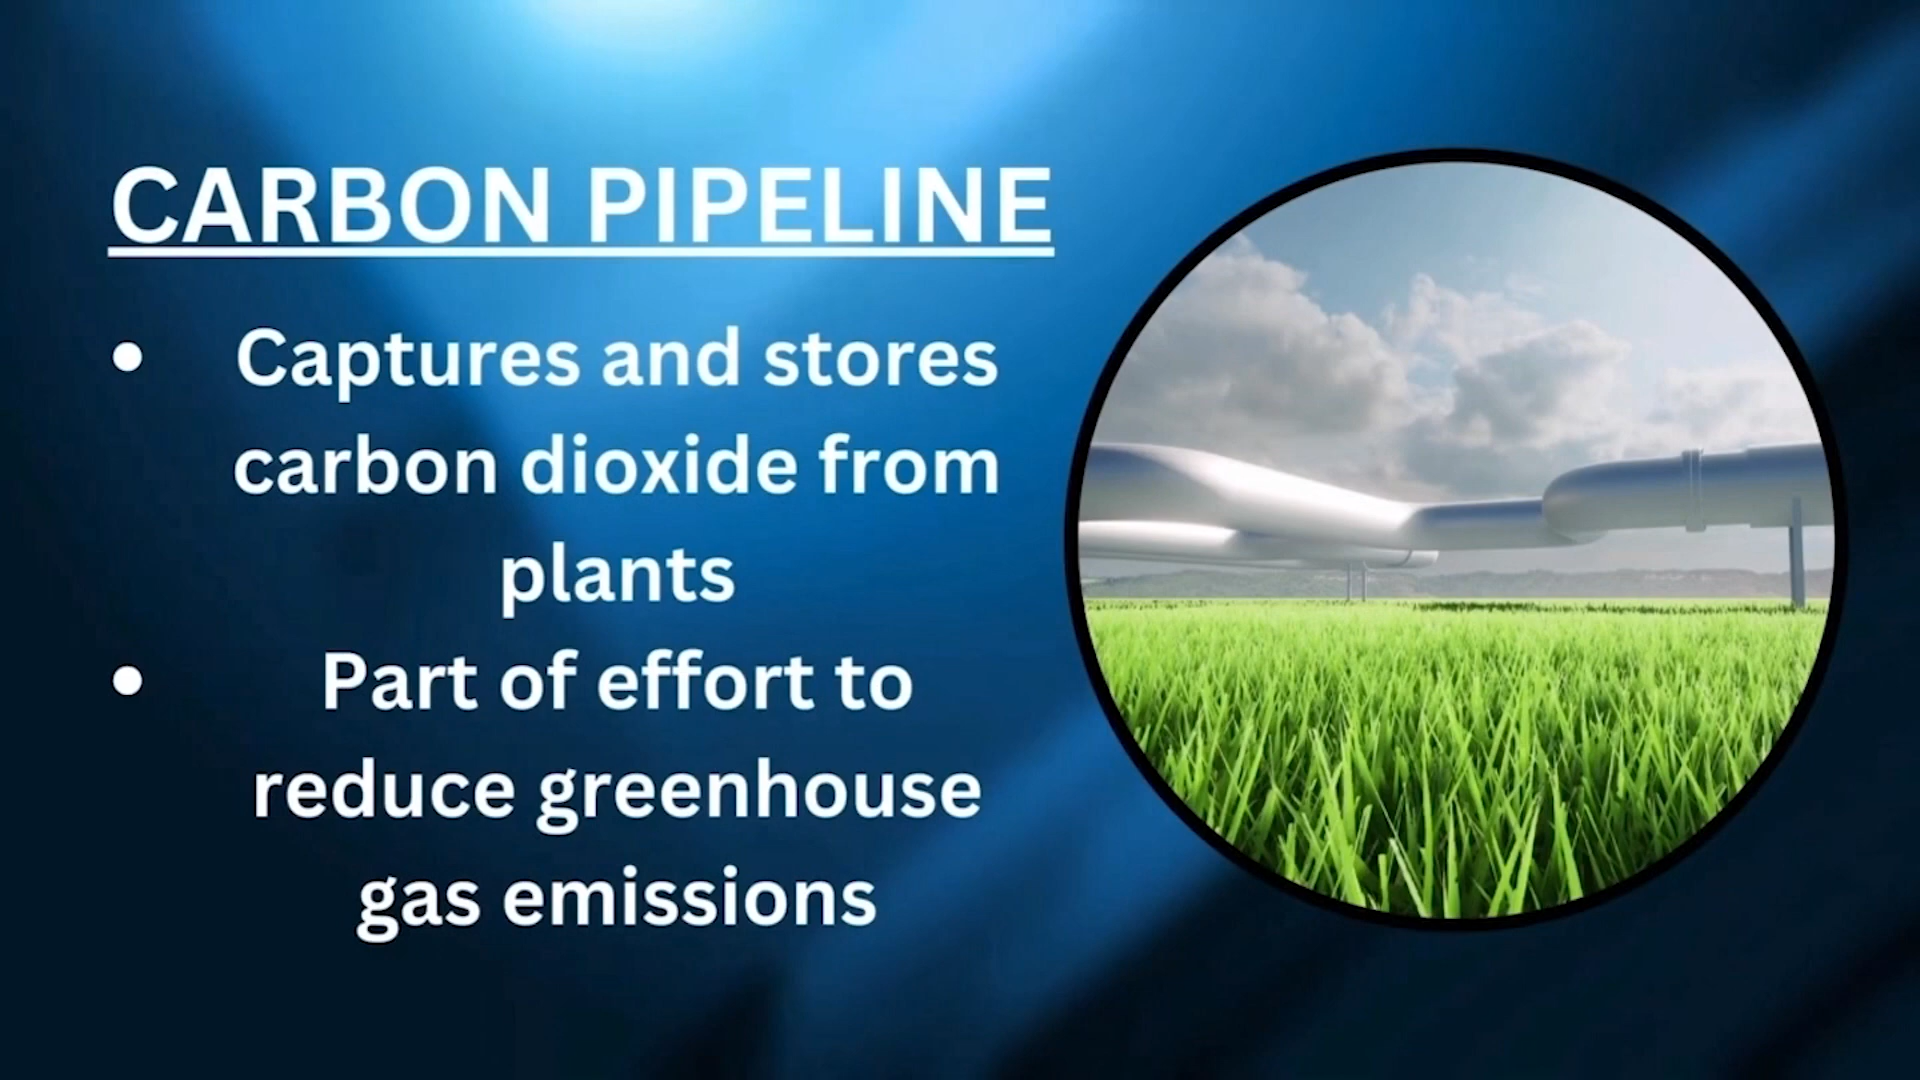 CARBON PIPELINE
• Captures and stores
carbon dioxide from
plants
• Part of effort to
reduce greenhouse
gas emissions